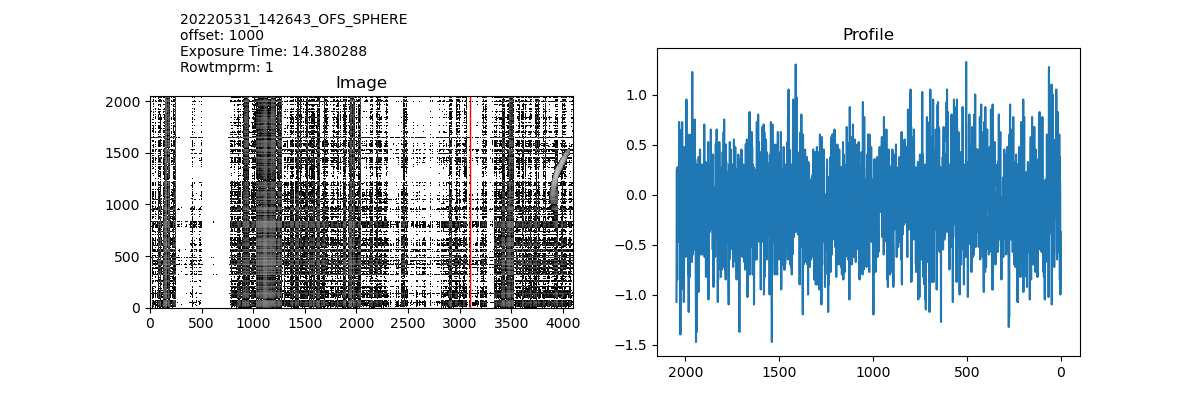 20220531_142643_OFS_SPHERE
offset: 1000
Exposure Time: 14.380288
Rowtmprm: 1
Image
2000
1500
1000
500
0
0 500 1000 1500 2000 2500 3000 3500 4000
Profile
1.0
0.5
0.0
−0.5
−1.0
−1.5
2000 1500 1000 500 0